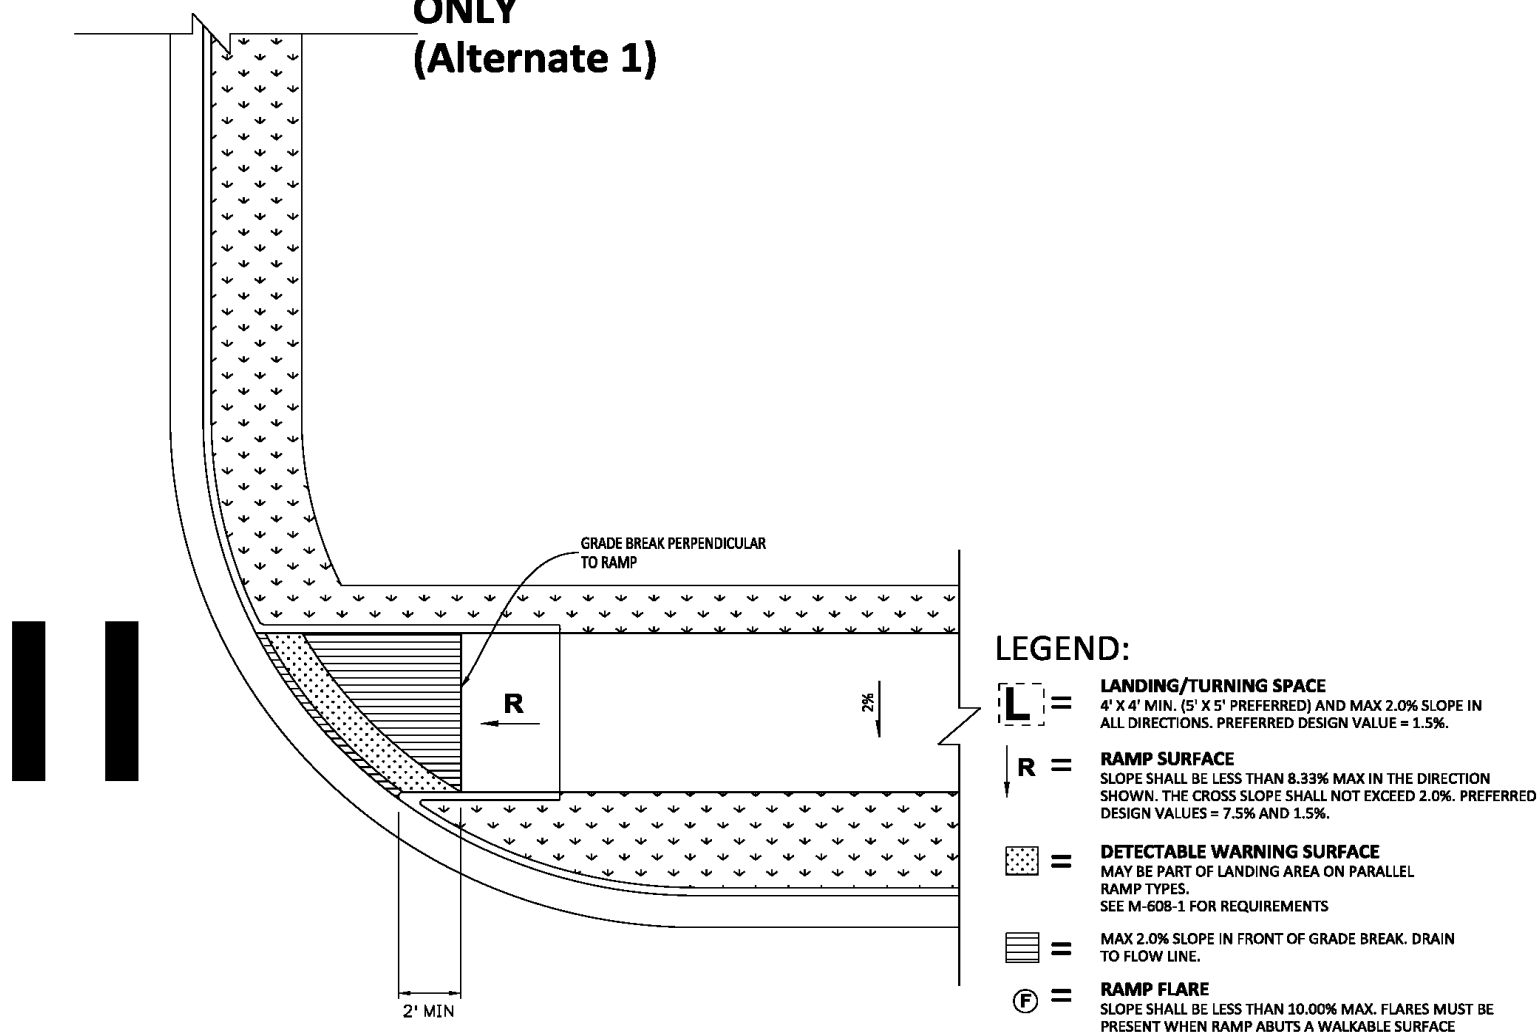 ONLY
(Alternate 1)
GRADE BREAK PERPENDICULAR
TO RAMP
R
2%
2' MIN
LEGEND:
L =
LANDING/TURNING SPACE
4' X 4' MIN. (5' X 5' PREFERRED) AND MAX 2.0% SLOPE IN
ALL DIRECTIONS. PREFERRED DESIGN VALUE = 1.5%.
R =
RAMP SURFACE
SLOPE SHALL BE LESS THAN 8.33% MAX IN THE DIRECTION
SHOWN. THE CROSS SLOPE SHALL NOT EXCEED 2.0%. PREFERRED
DESIGN VALUES = 7.5% AND 1.5%.
=
DETECTABLE WARNING SURFACE
MAY BE PART OF LANDING AREA ON PARALLEL
RAMP TYPES.
SEE M-608-1 FOR REQUIREMENTS
=
MAX 2.0% SLOPE IN FRONT OF GRADE BREAK. DRAIN
TO FLOW LINE.
F =
RAMP FLARE
SLOPE SHALL BE LESS THAN 10.00% MAX. FLARES MUST BE
PRESENT WHEN RAMP ABUTS A WALKABLE SURFACE